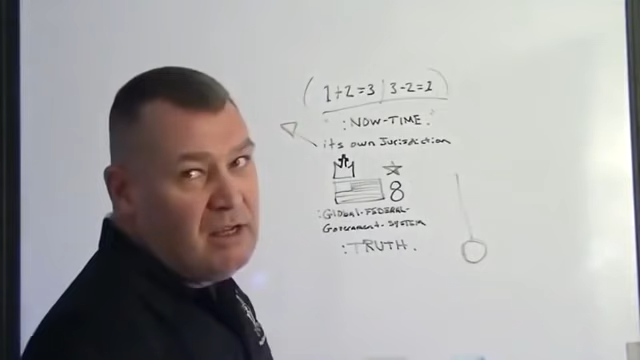 (1+2=3 | 3-2=1)
:NOW-TIME.
its own Jurisdiction
8
:GLOBAL-FEDERAL-
Government-SYSTEM
:TRUTH.